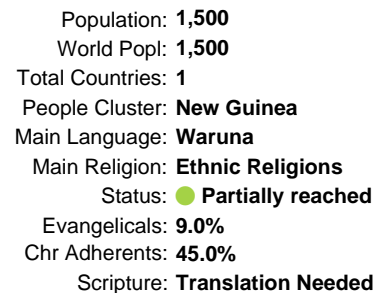 Population: 1,500
World Popl: 1,500
Total Countries: 1
People Cluster: New Guinea
Main Language: Waruna
Main Religion: Ethnic Religions
Status: Partially reached
Evangelicals: 9.0%
Chr Adherents: 45.0%
Scripture: Translation Needed